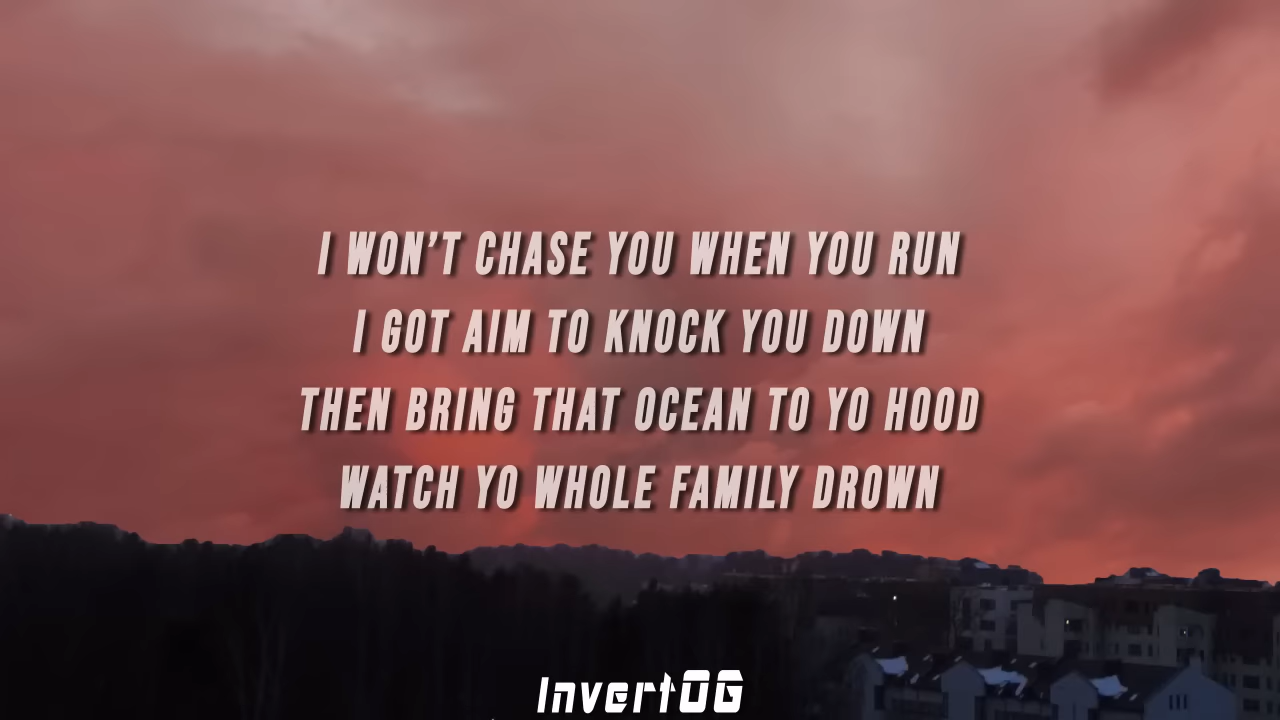 I WON'T CHASE YOU WHEN YOU RUN
I GOT AIM TO KNOCK YOU DOWN
THEN BRING THAT OCEAN TO YO HOOD
WATCH YO WHOLE FAMILY DROWN
InvertOG